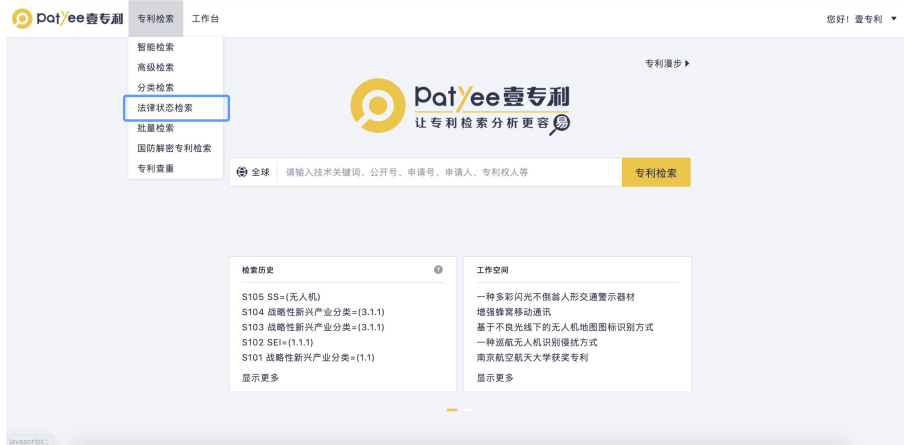 patyee壹专利
专利检索 工作台
您好！壹专利 ▼
智能检索
高级检索
分类检索
法律状态检索
批量检索
国防解密专利检索
专利查重
专利漫步
patyee壹专利
让专利检索分析更容易
全球 请输入技术关键词、公开号、申请号、申请人、专利权人等 专利检索
检索历史 ?
S105 SS=(无人机)
S104 战略性新兴产业分类=(3.1.1)
S103 战略性新兴产业分类=(3.1.1)
S102 SEI=(1.1.1)
S101 战略性新兴产业分类=(1.1)
显示更多
工作空间
一种多彩闪光不倒翁人形交通警示器材
增强蜂窝移动通讯
基于不良光线下的无人机地图图标识别方式
一种巡航无人机识别侵扰方式
南京航空航天大学获奖专利
显示更多
javascript:;